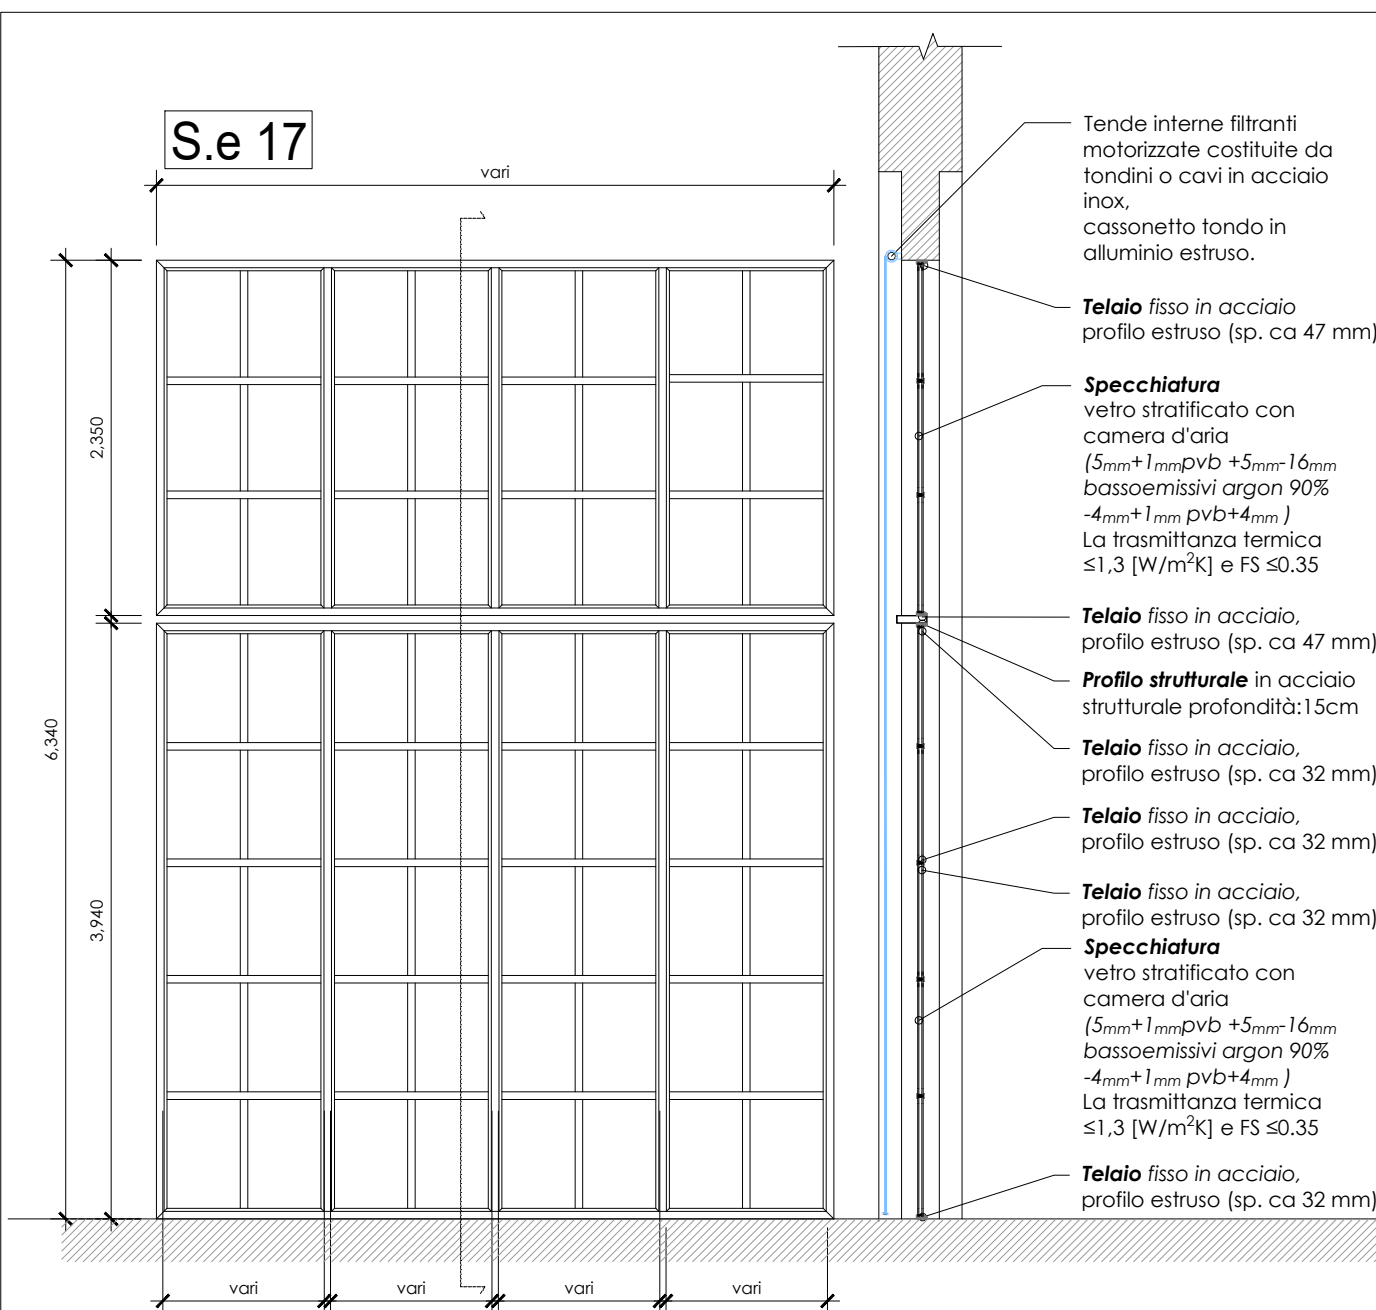 S.e 17
vari
2,350
6,340
3,940
vari
vari
vari
vari
Tende interne filtranti
motorizzate costituite da
tondini o cavi in acciaio
inox,
cassonetto tondo in
alluminio estruso.
Telaio fisso in acciaio
profilo estruso (sp. ca 47 mm)
Specchiatura
vetro stratificato con
camera d'aria
(5mm+1mmpvb +5mm-16mm
bassoemissivi argon 90%
-4mm+1mm pvb+4mm )
La trasmittanza termica
≤1,3 [W/m²K] e FS ≤0.35
Telaio fisso in acciaio,
profilo estruso (sp. ca 47 mm)
Profilo strutturale in acciaio
strutturale profondità:15cm
Telaio fisso in acciaio,
profilo estruso (sp. ca 32 mm)
Telaio fisso in acciaio,
profilo estruso (sp. ca 32 mm)
Telaio fisso in acciaio,
profilo estruso (sp. ca 32 mm)
Specchiatura
vetro stratificato con
camera d'aria
(5mm+1mmpvb +5mm-16mm
bassoemissivi argon 90%
-4mm+1mm pvb+4mm )
La trasmittanza termica
≤1,3 [W/m²K] e FS ≤0.35
Telaio fisso in acciaio,
profilo estruso (sp. ca 32 mm)